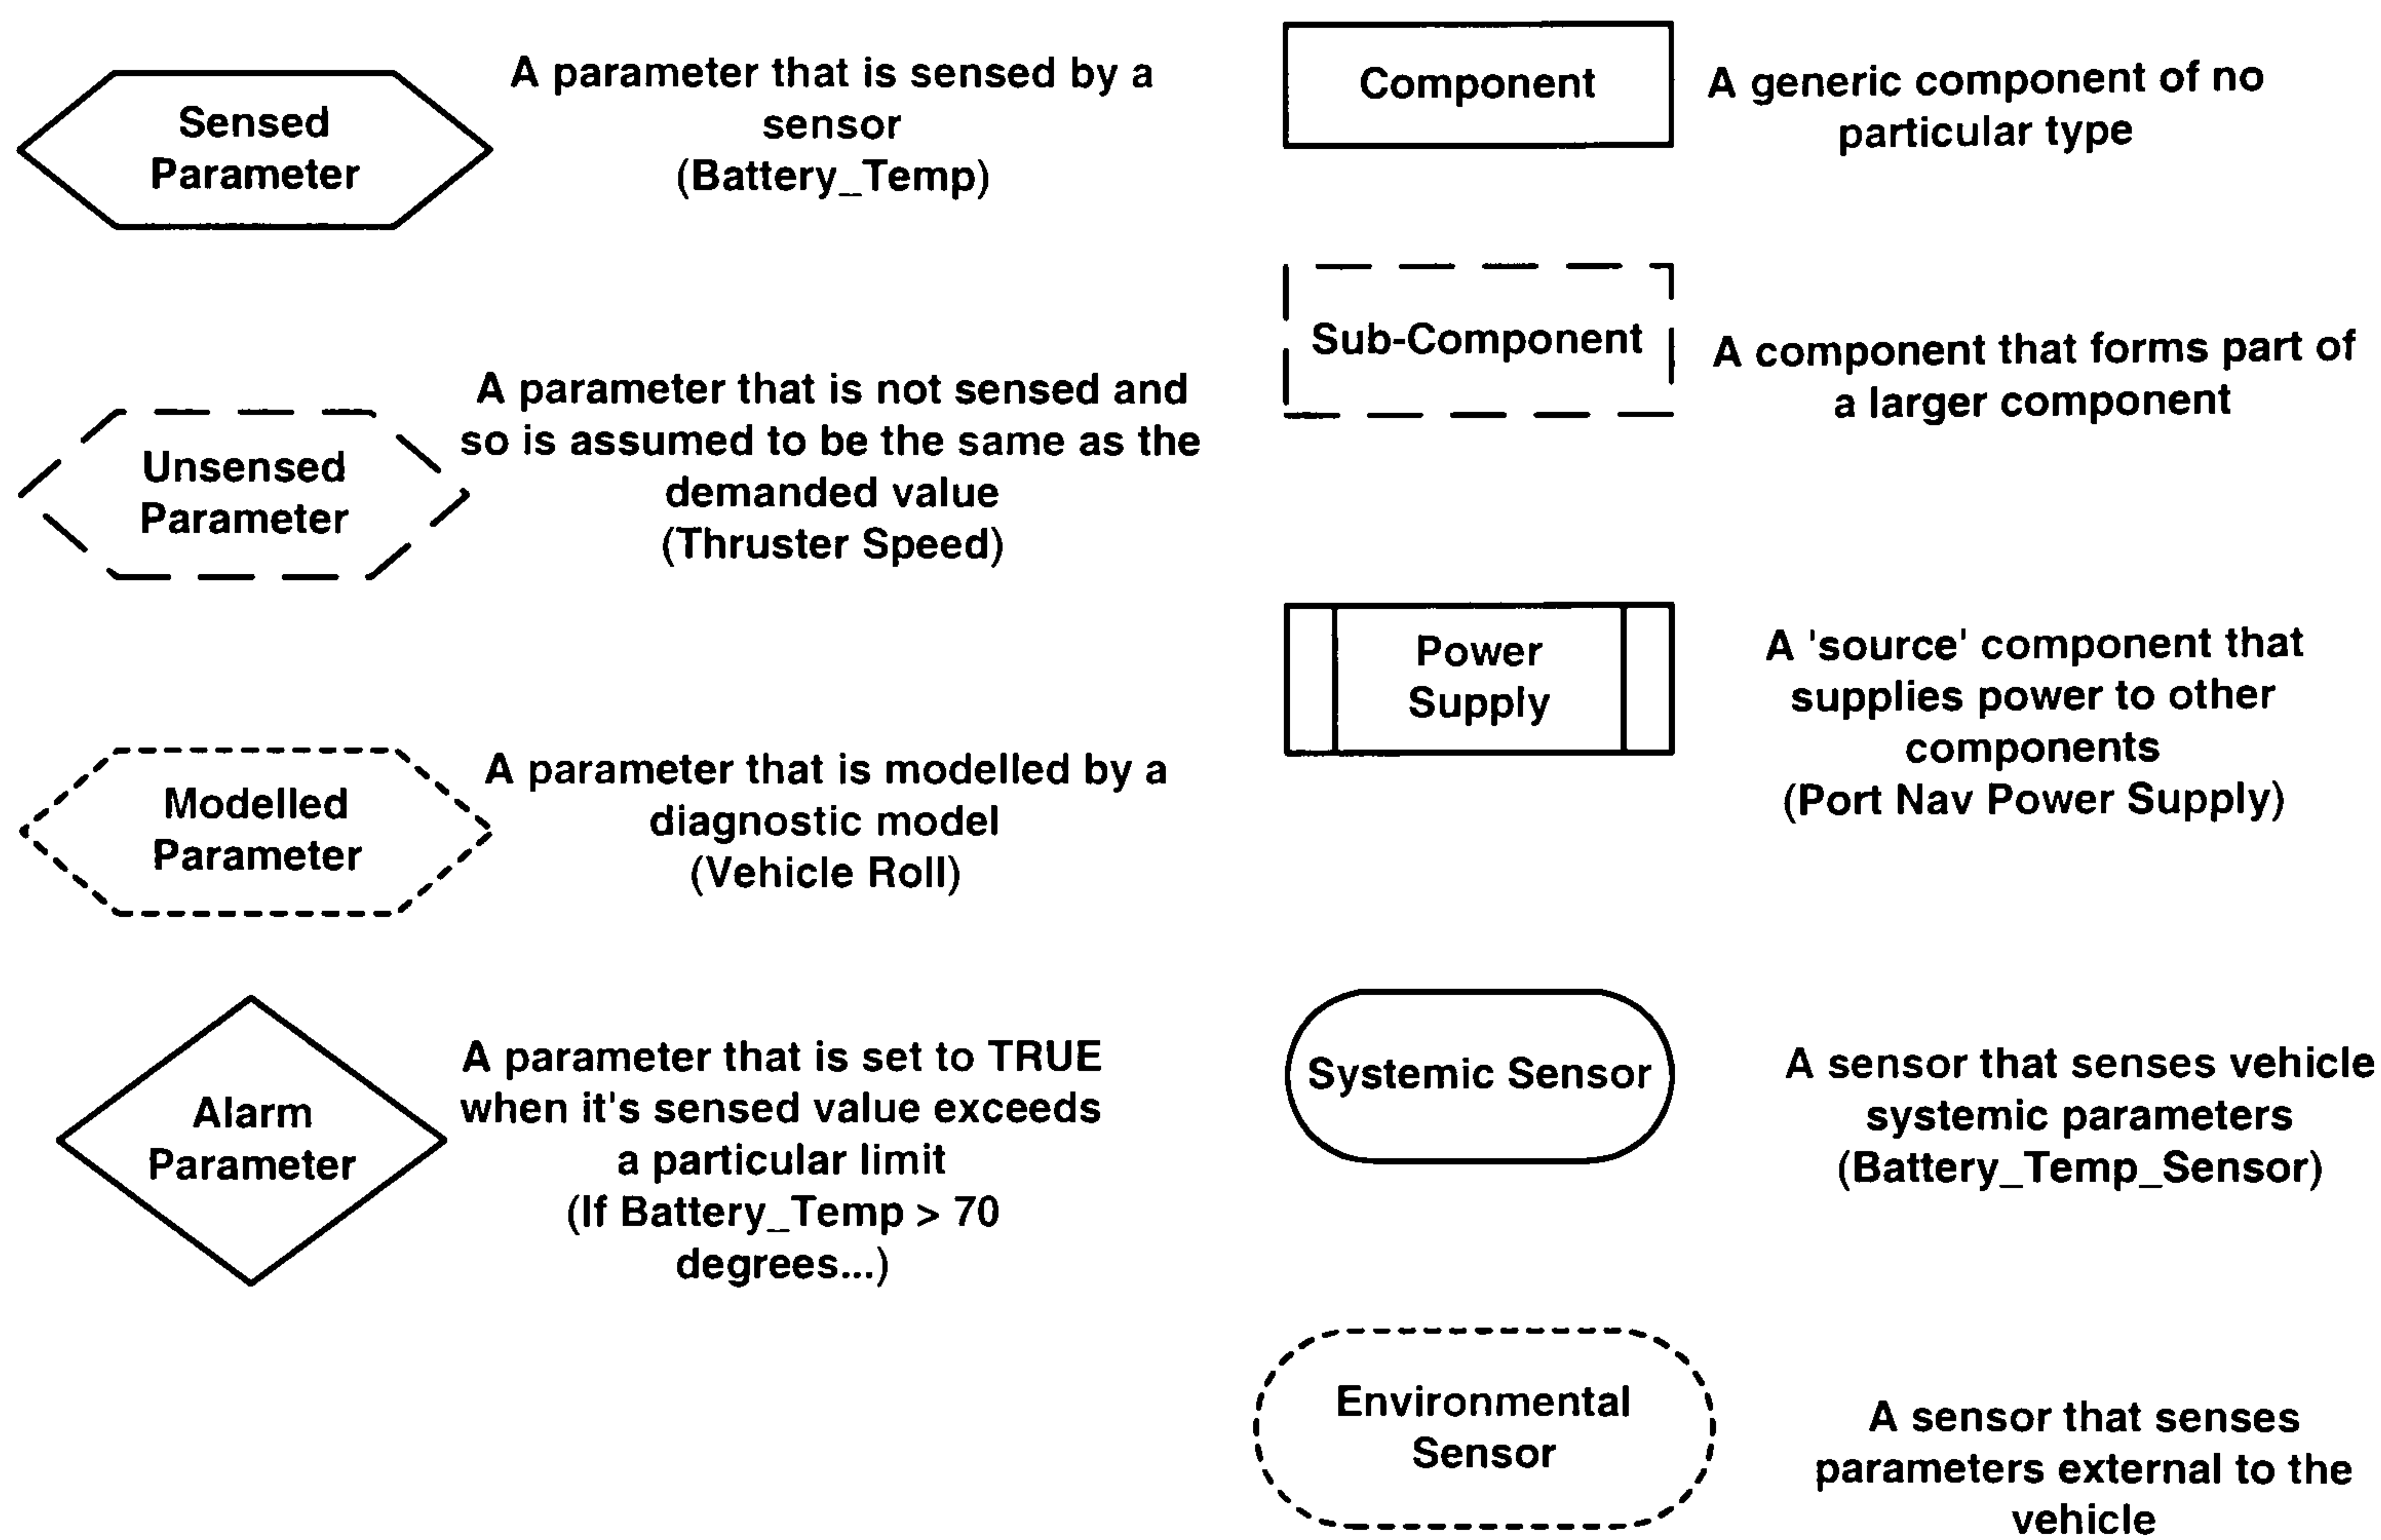 Sensed
Parameter
A parameter that is sensed by a
sensor
(Battery_Temp)
Unsensed
Parameter
A parameter that is not sensed and
so is assumed to be the same as the
demanded value
(Thruster Speed)
Modelled
Parameter
A parameter that is modelled by a
diagnostic model
(Vehicle Roll)
Alarm
Parameter
A parameter that is set to TRUE
when it's sensed value exceeds
a particular limit
(If Battery_Temp > 70
degrees...)
Component
A generic component of no
particular type
Sub-Component
A component that forms part of
a larger component
Power
Supply
A 'source' component that
supplies power to other
components
(Port Nav Power Supply)
Systemic Sensor
A sensor that senses vehicle
systemic parameters
(Battery_Temp_Sensor)
Environmental
Sensor
A sensor that senses
parameters external to the
vehicle